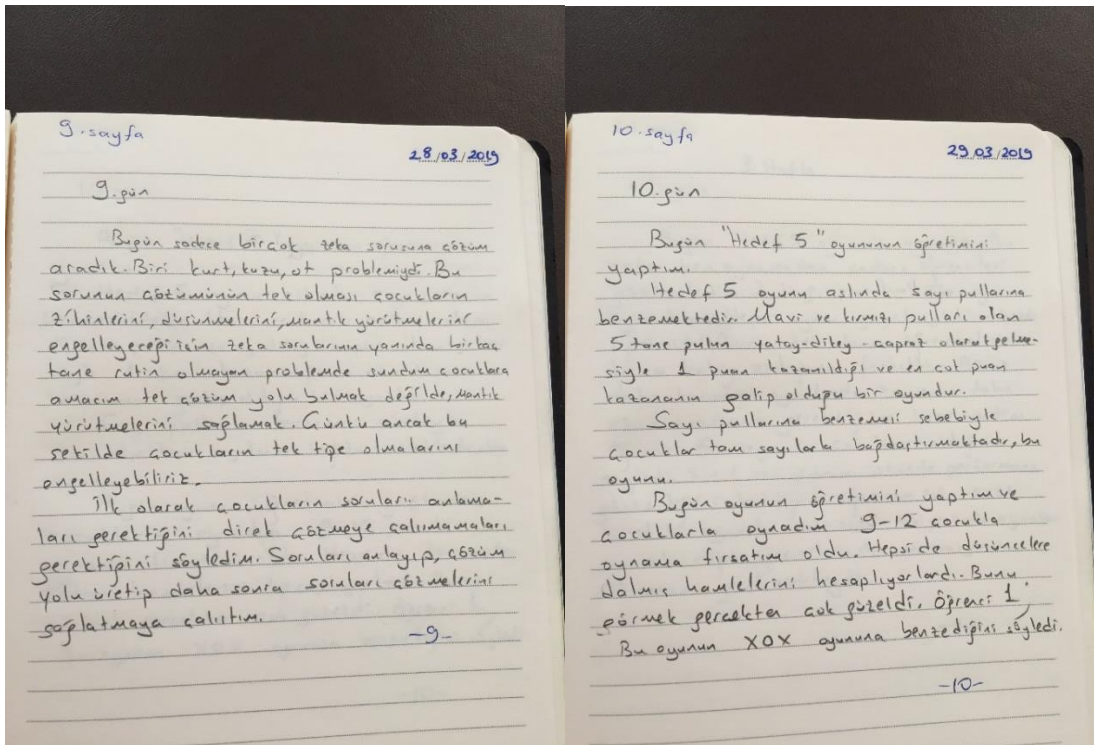 9.sayfa
28/03/2019
9.gün
Bugün sadece birçok zeka sorusuna çözüm
aradık. Biri kurt, kuzu, ot problemiydi. Bu
sorunun çözümünün tek olması çocukların
zihinlerini, düşünmelerini, mantık yürütmelerini
engelleyeceği için zeka sorularının yanında birkaç
tane rutin olmayan problemde sundum çocuklara
amacım tek çözüm yolu bulmak değilde, mantık
yürütmelerini sağlamak. Çünkü ancak bu
şekilde çocukların tek tipe olmalarını
engelleyebiliriz.
İlk olarak çocukların soruları anlama-
ları gerektiğini direk çözmeye çalışmamaları
gerektiğini söyledim. Soruları anlayıp, çözüm
yolu üretip daha sonra soruları çözmelerini
sağlatmaya çalıştım.
-9-
10.sayfa
29.03/2019
10.gün
Bugün "Hedef 5" oyununun öğretimini
yaptım.
Hedef 5 oyunu aslında sayı pullarına
benzemektedir. Mavi ve kırmızı pulları olan
5 tane pulun yatay-dikey-çapraz olarak gelme-
siyle 1 puan kazanıldığı ve en çok puan
kazananın galip olduğu bir oyundur.
Sayı pullarına benzemesi sebebiyle
çocuklar tam sayılarla bağdaştırmaktadır, bu
oyunu.
Bugün oyunun öğretimini yaptım ve
çocuklarla oynadım 9-12 çocukla
oynama fırsatım oldu. Hepside düşüncelere
dalmış hamlelerini hesaplıyorlardı. Bunu
görmek gerçekten çok güzeldi. Öğrenci 1
Bu oyunun XOX oyununa benzediğini söyledi.
-10-